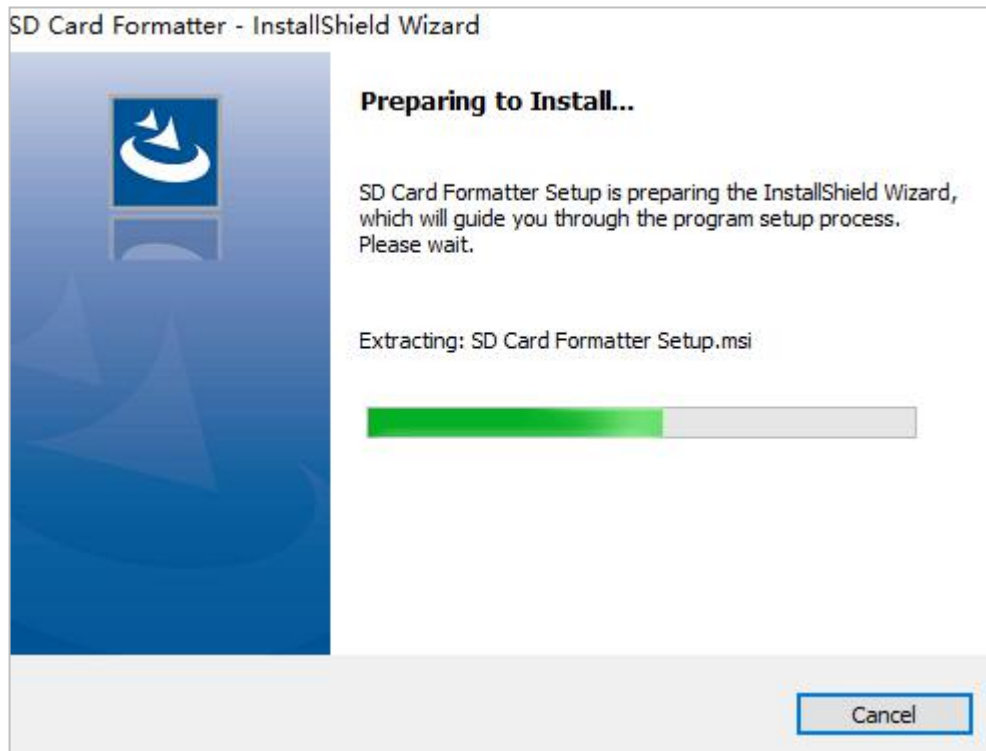 SD Card Formatter - InstallShield Wizard
Preparing to Install...
SD Card Formatter Setup is preparing the InstallShield Wizard,
which will guide you through the program setup process.
Please wait.
Extracting: SD Card Formatter Setup.msi
Cancel